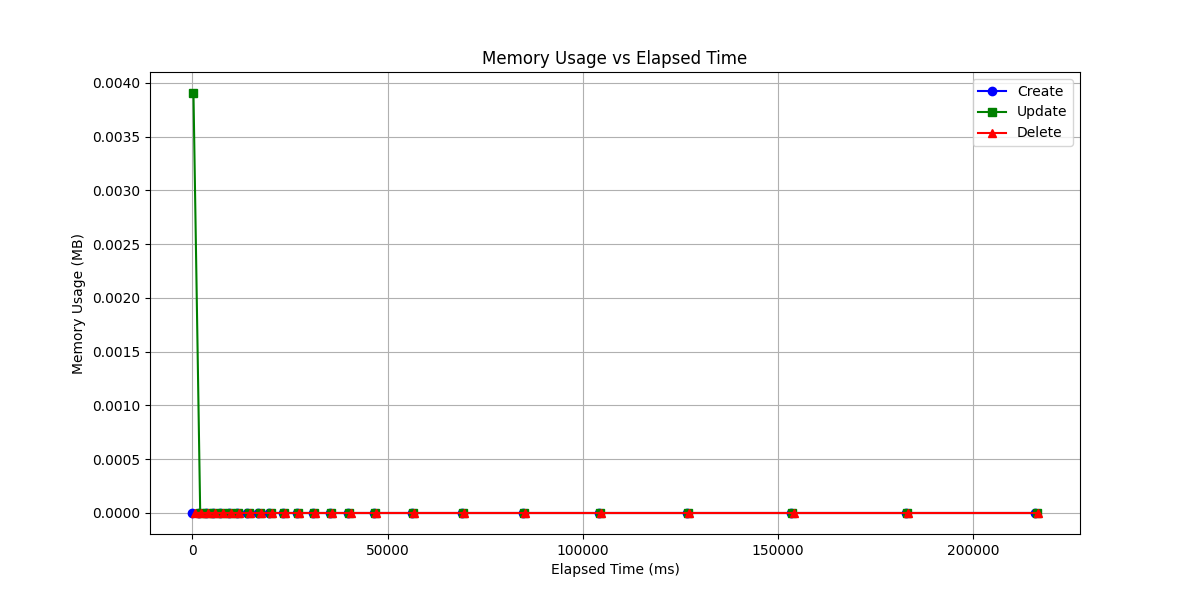 Memory Usage vs Elapsed Time
Create
Update
Delete
Memory Usage (MB)
0.0040
0.0035
0.0030
0.0025
0.0020
0.0015
0.0010
0.0005
0.0000
0 50000 100000 150000 200000
Elapsed Time (ms)